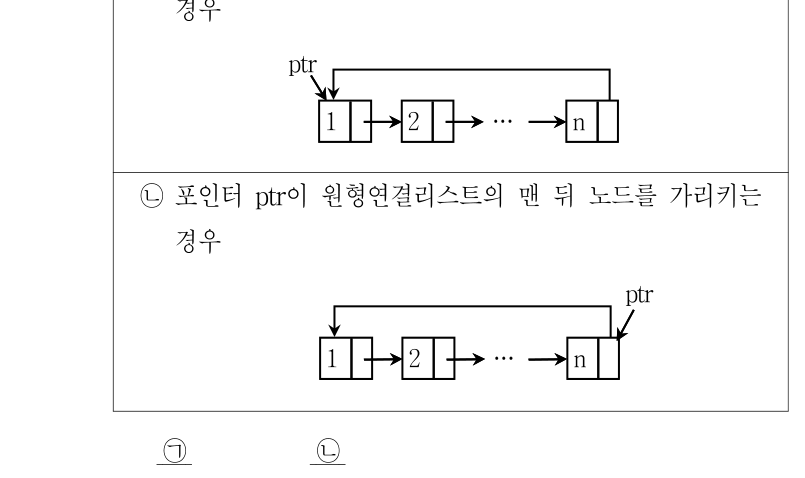 경우
ptr
1 2 ⋯ n
㉡ 포인터 ptr이 원형연결리스트의 맨 뒤 노드를 가리키는
경우
ptr
1 2 ⋯ n
㉠ ㉡